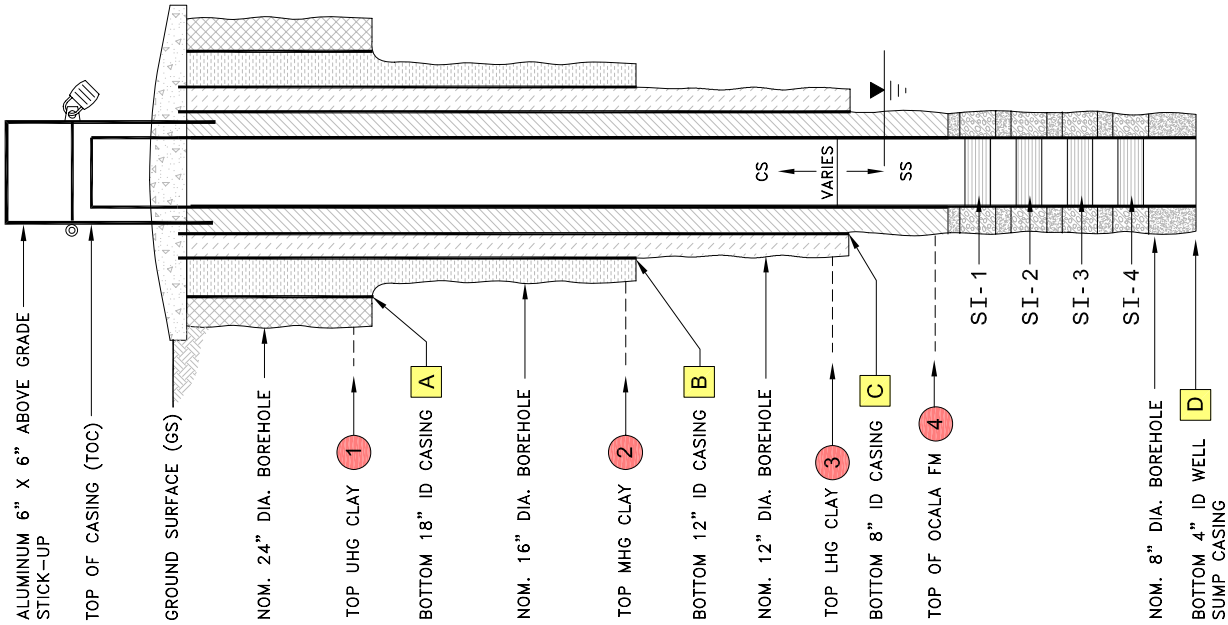 ALUMINUM 6" X 6" ABOVE GRADE
STICK-UP
TOP OF CASING (TOC)
GROUND SURFACE (GS)
NOM. 24" DIA. BOREHOLE
TOP UHG CLAY 1
BOTTOM 18" ID CASING A
NOM. 16" DIA. BOREHOLE
TOP MHG CLAY 2
BOTTOM 12" ID CASING B
NOM. 12" DIA. BOREHOLE
TOP LHG CLAY 3
BOTTOM 8" ID CASING C
TOP OF OCALA FM 4
NOM. 8" DIA. BOREHOLE
BOTTOM 4" ID WELL D
SUMP CASING
CS
VARIES
SS
SI-1
SI-2
SI-3
SI-4